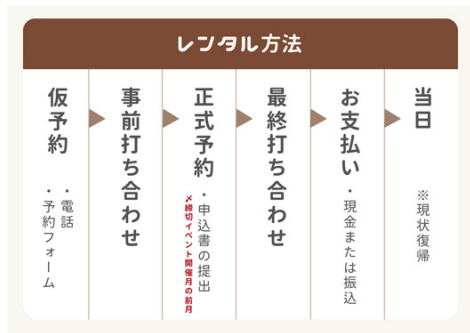 レンタル方法
仮予約
・電話
・予約フォーム
事前打ち合わせ
正式予約
・申込書の提出
〆締切イベント開催月の前月
最終打ち合わせ
お支払い
・現金または振込
当日
※現状復帰